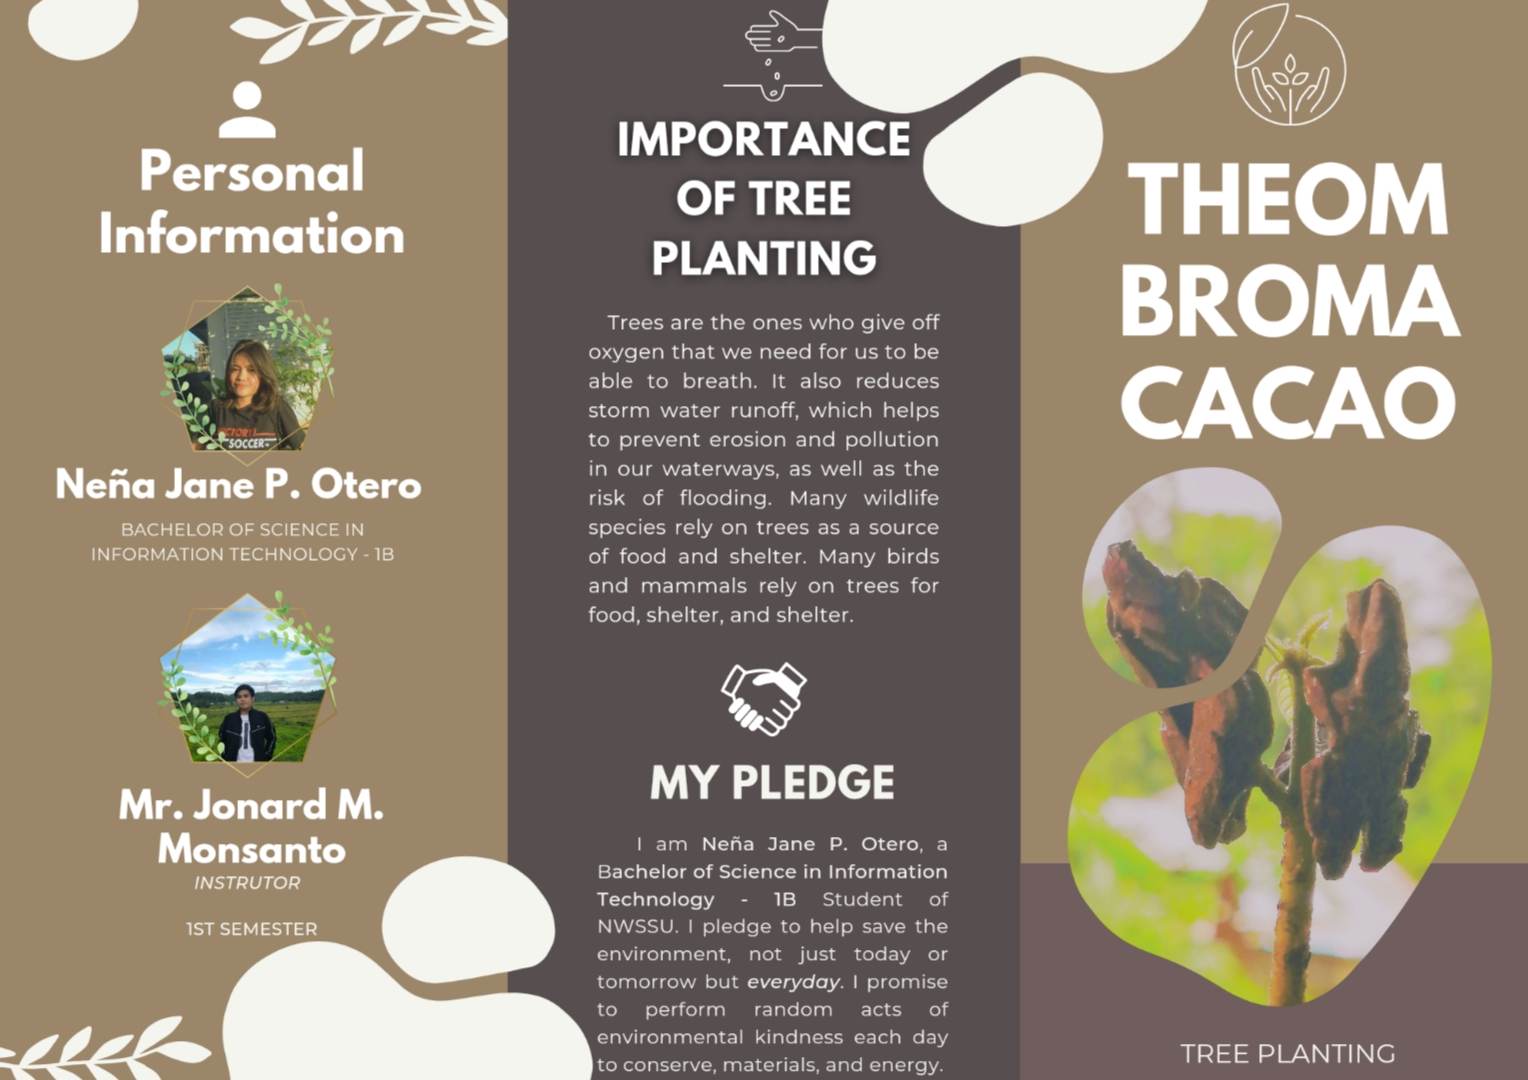 Personal
Information
Neña Jane P. Otero
BACHELOR OF SCIENCE IN
INFORMATION TECHNOLOGY - 1B
Mr. Jonard M.
Monsanto
INSTRUTOR
1ST SEMESTER
IMPORTANCE
OF TREE
PLANTING
Trees are the ones who give off
oxygen that we need for us to be
able to breath. It also reduces
storm water runoff, which helps
to prevent erosion and pollution
in our waterways, as well as the
risk of flooding. Many wildlife
species rely on trees as a source
of food and shelter. Many birds
and mammals rely on trees for
food, shelter, and shelter.
MY PLEDGE
I am Neña Jane P. Otero, a
Bachelor of Science in Information
Technology - 1B Student of
NWSSU. I pledge to help save the
environment, not just today or
tomorrow but everyday. I promise
to perform random acts of
environmental kindness each day
to conserve, materials, and energy.
THEOM
BROMA
CACAO
TREE PLANTING